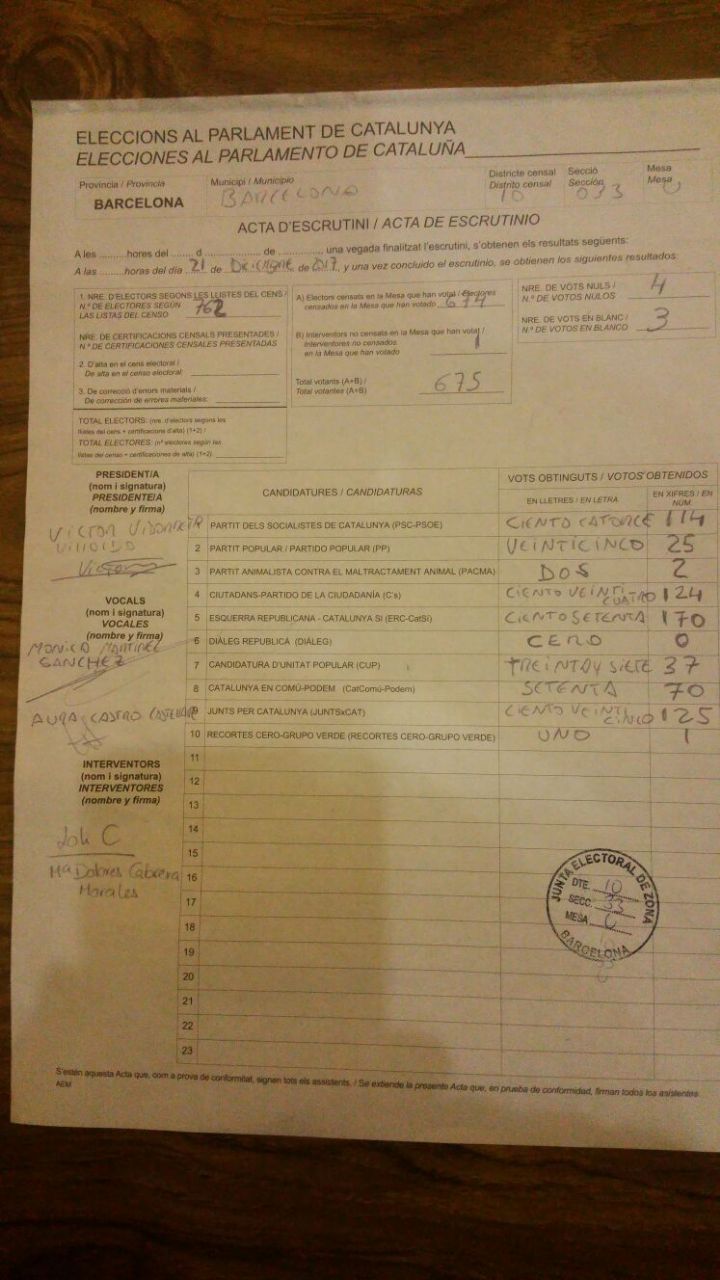 ELECCIONS AL PARLAMENT DE CATALUNYA
ELECCIONES AL PARLAMENTO DE CATALUÑA
Provincia / Provincia
BARCELONA
Municipi / Municipio
BARCELONA
Districte censal
Distrito censal
10
Secció
Sección
033
Mesa
Mesa
U
ACTA D'ESCRUTINI / ACTA DE ESCRUTINIO
A les .........hores del ....... d ..................... de .............., una vegada finalitzat l'escrutini, s'obtenen els resultats següents:
A las ........horas del día 21 de DICIEMBRE de 2017, y una vez concluido el escrutinio, se obtienen los siguientes resultados:
1. NRE. D'ELECTORS SEGONS LES LLISTES DEL CENS /
N.º DE ELECTORES SEGÚN
LAS LISTAS DEL CENSO 762
NRE. DE CERTIFICACIONS CENSALS PRESENTADES /
N.º DE CERTIFICACIONES CENSALES PRESENTADAS
2. D'alta en el cens electoral /
De alta en el censo electoral:
3. De correcció d'errors materials /
De corrección de errores materiales:
TOTAL ELECTORS: (nre. d'electors segons les
llistes del cens + certificacions d'alta) (1+2) /
TOTAL ELECTORES: (nº electores según las
listas del censo + certificaciones de alta) (1+2)
A) Electors censats en la Mesa que han votat / Electores
censados en la Mesa que han votado 674
B) Interventors no censats en la Mesa que han votat /
Interventores no censados
en la Mesa que han votado 1
Total votants (A+B) /
Total votantes (A+B) 675
NRE. DE VOTS NULS /
N.º DE VOTOS NULOS 4
NRE. DE VOTS EN BLANC /
N.º DE VOTOS EN BLANCO 3
PRESIDENT/A
(nom i signatura)
PRESIDENTE/A
(nombre y firma)
VICTOR
VOCALS
(nom i signatura)
VOCALES
(nombre y firma)
MONICA MARTINEZ
SANCHEZ
AURA CASTRO
INTERVENTORS
(nom i signatura)
INTERVENTORES
(nombre y firma)
Mª Dolores Cabrera
Morales
CANDIDATURES / CANDIDATURAS
VOTS OBTINGUTS / VOTOS OBTENIDOS
EN LLETRES / EN LETRA
EN XIFRES / EN NÚM.
PARTIT DELS SOCIALISTES DE CATALUNYA (PSC-PSOE) CIENTO CATORCE 114
2 PARTIT POPULAR / PARTIDO POPULAR (PP) VEINTICINCO 25
3 PARTIT ANIMALISTA CONTRA EL MALTRACTAMENT ANIMAL (PACMA) DOS 2
4 CIUTADANS-PARTIDO DE LA CIUDADANÍA (C's) CIENTO VEINTICUATRO 124
5 ESQUERRA REPUBLICANA - CATALUNYA SI (ERC-CatSí) CIENTO SETENTA 170
6 DIÀLEG REPUBLICÀ (DIÀLEG) CERO 0
7 CANDIDATURA D'UNITAT POPULAR (CUP) TREINTA Y SIETE 37
8 CATALUNYA EN COMÚ-PODEM (CatComú-Podem) SETENTA 70
9 JUNTS PER CATALUNYA (JUNTSxCAT) CIENTO VEINTICINCO 125
10 RECORTES CERO-GRUPO VERDE (RECORTES CERO-GRUPO VERDE) UNO 1
11
12
13
14
15
16
17
18
19
20
21
22
23
JUNTA ELECTORAL DE ZONA
DTE. 10
SECC. 33
MESA U
BARCELONA
S'estén aquesta Acta que, com a prova de conformitat, signen tots els assistents. / Se extiende la presente Acta que, en prueba de conformidad, firman todos los asistentes.
AEM